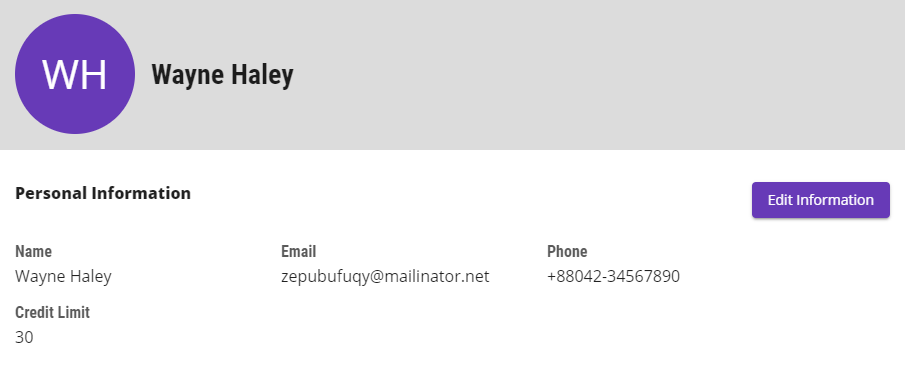 WH
Wayne Haley
Personal Information
Edit Information
Name
Email
Phone
Wayne Haley
zepubufuqy@mailinator.net
+88042-34567890
Credit Limit
30